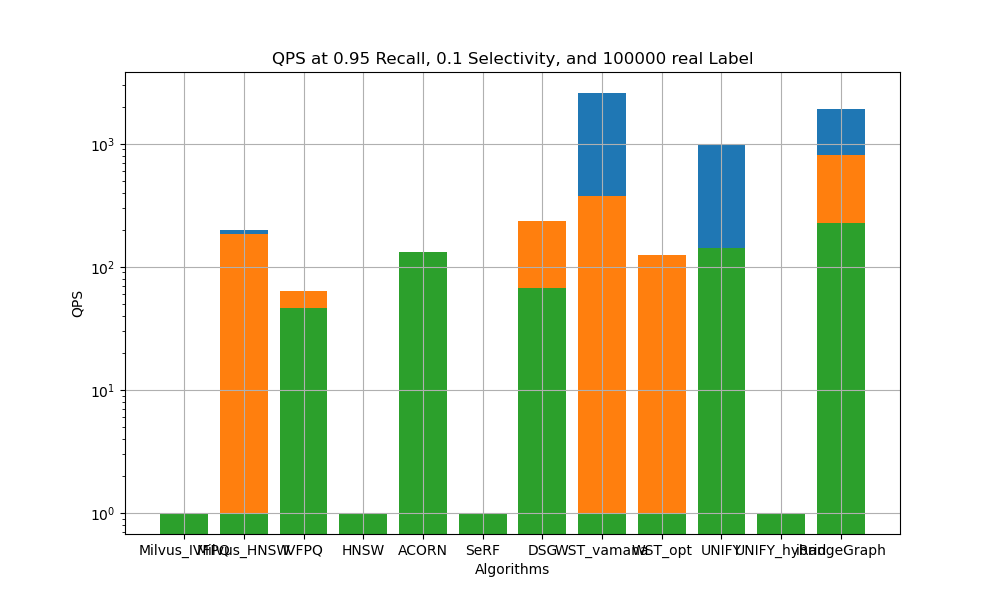 QPS at 0.95 Recall, 0.1 Selectivity, and 100000 real Label
QPS
10³
10²
10¹
10⁰
Milvus_IVFPQ Milvus_HNSW IVFPQ HNSW ACORN SeRF DSG WST_vamana WST_opt UNIFY UNIFY_hybrid iRangeGraph
Algorithms